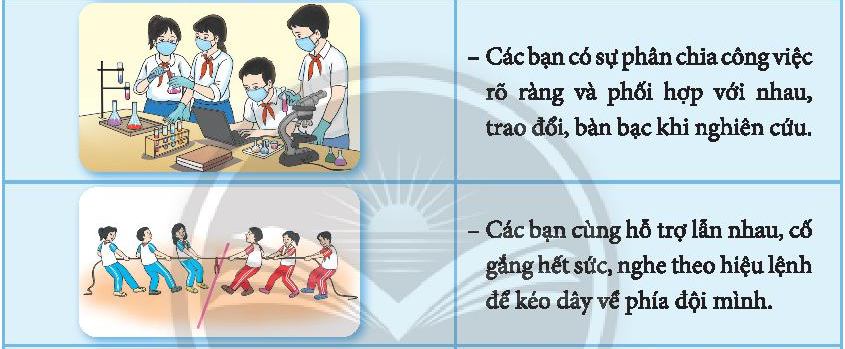 – Các bạn có sự phân chia công việc
rõ ràng và phối hợp với nhau,
trao đổi, bàn bạc khi nghiên cứu.
– Các bạn cùng hỗ trợ lẫn nhau, cố
gắng hết sức, nghe theo hiệu lệnh
để kéo dây về phía đội mình.